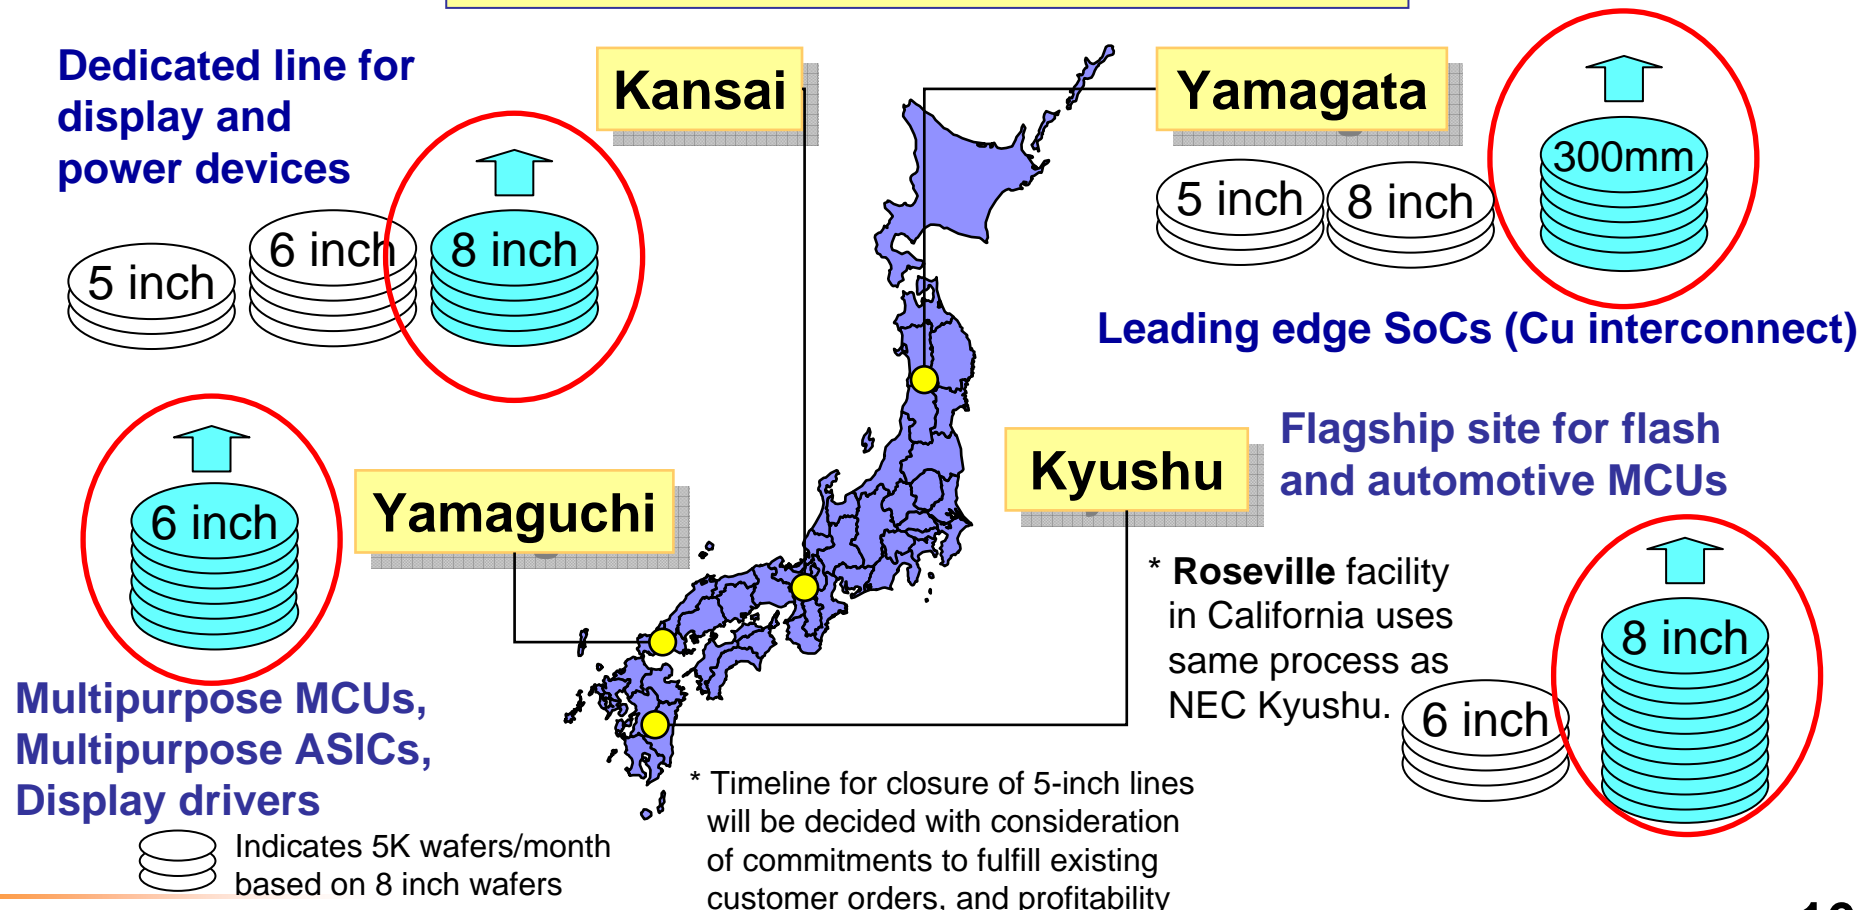 Dedicated line for
display and
power devices
Kansai
Yamagata
5 inch
6 inch
8 inch
5 inch
8 inch
300mm
Leading edge SoCs (Cu interconnect)
6 inch
Yamaguchi
Kyushu
Flagship site for flash
and automotive MCUs
* Roseville facility
in California uses
same process as
NEC Kyushu.
6 inch
8 inch
Multipurpose MCUs,
Multipurpose ASICs,
Display drivers
Indicates 5K wafers/month
based on 8 inch wafers
* Timeline for closure of 5-inch lines
will be decided with consideration
of commitments to fulfill existing
customer orders, and profitability